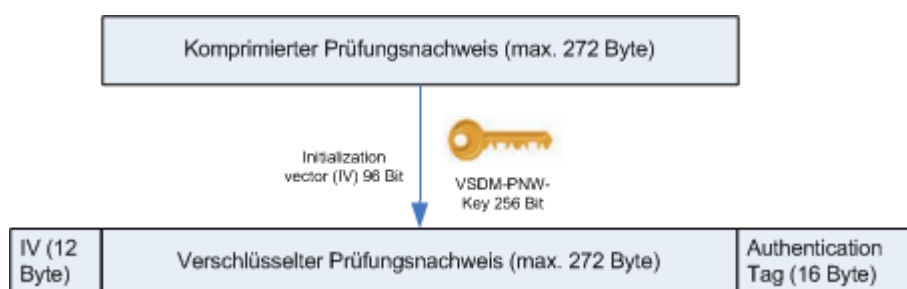 Komprimierter Prüfungsnachweis (max. 272 Byte)
Initialization
vector (IV) 96 Bit
VSDM-PNW-
Key 256 Bit
IV (12
Byte)
Verschlüsselter Prüfungsnachweis (max. 272 Byte)
Authentication
Tag (16 Byte)